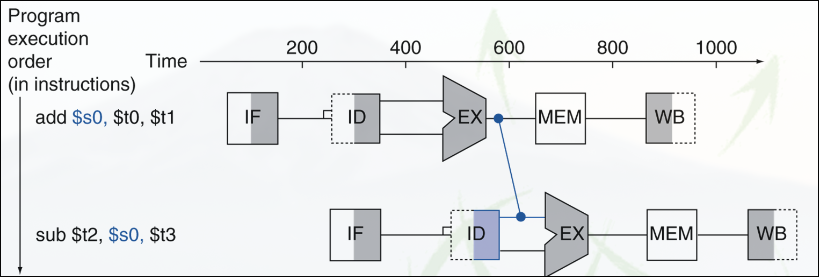 Program
execution
order
(in instructions)
Time
200 400 600 800 1000
add $s0, $t0, $t1
IF ID EX MEM WB
sub $t2, $s0, $t3
IF ID EX MEM WB